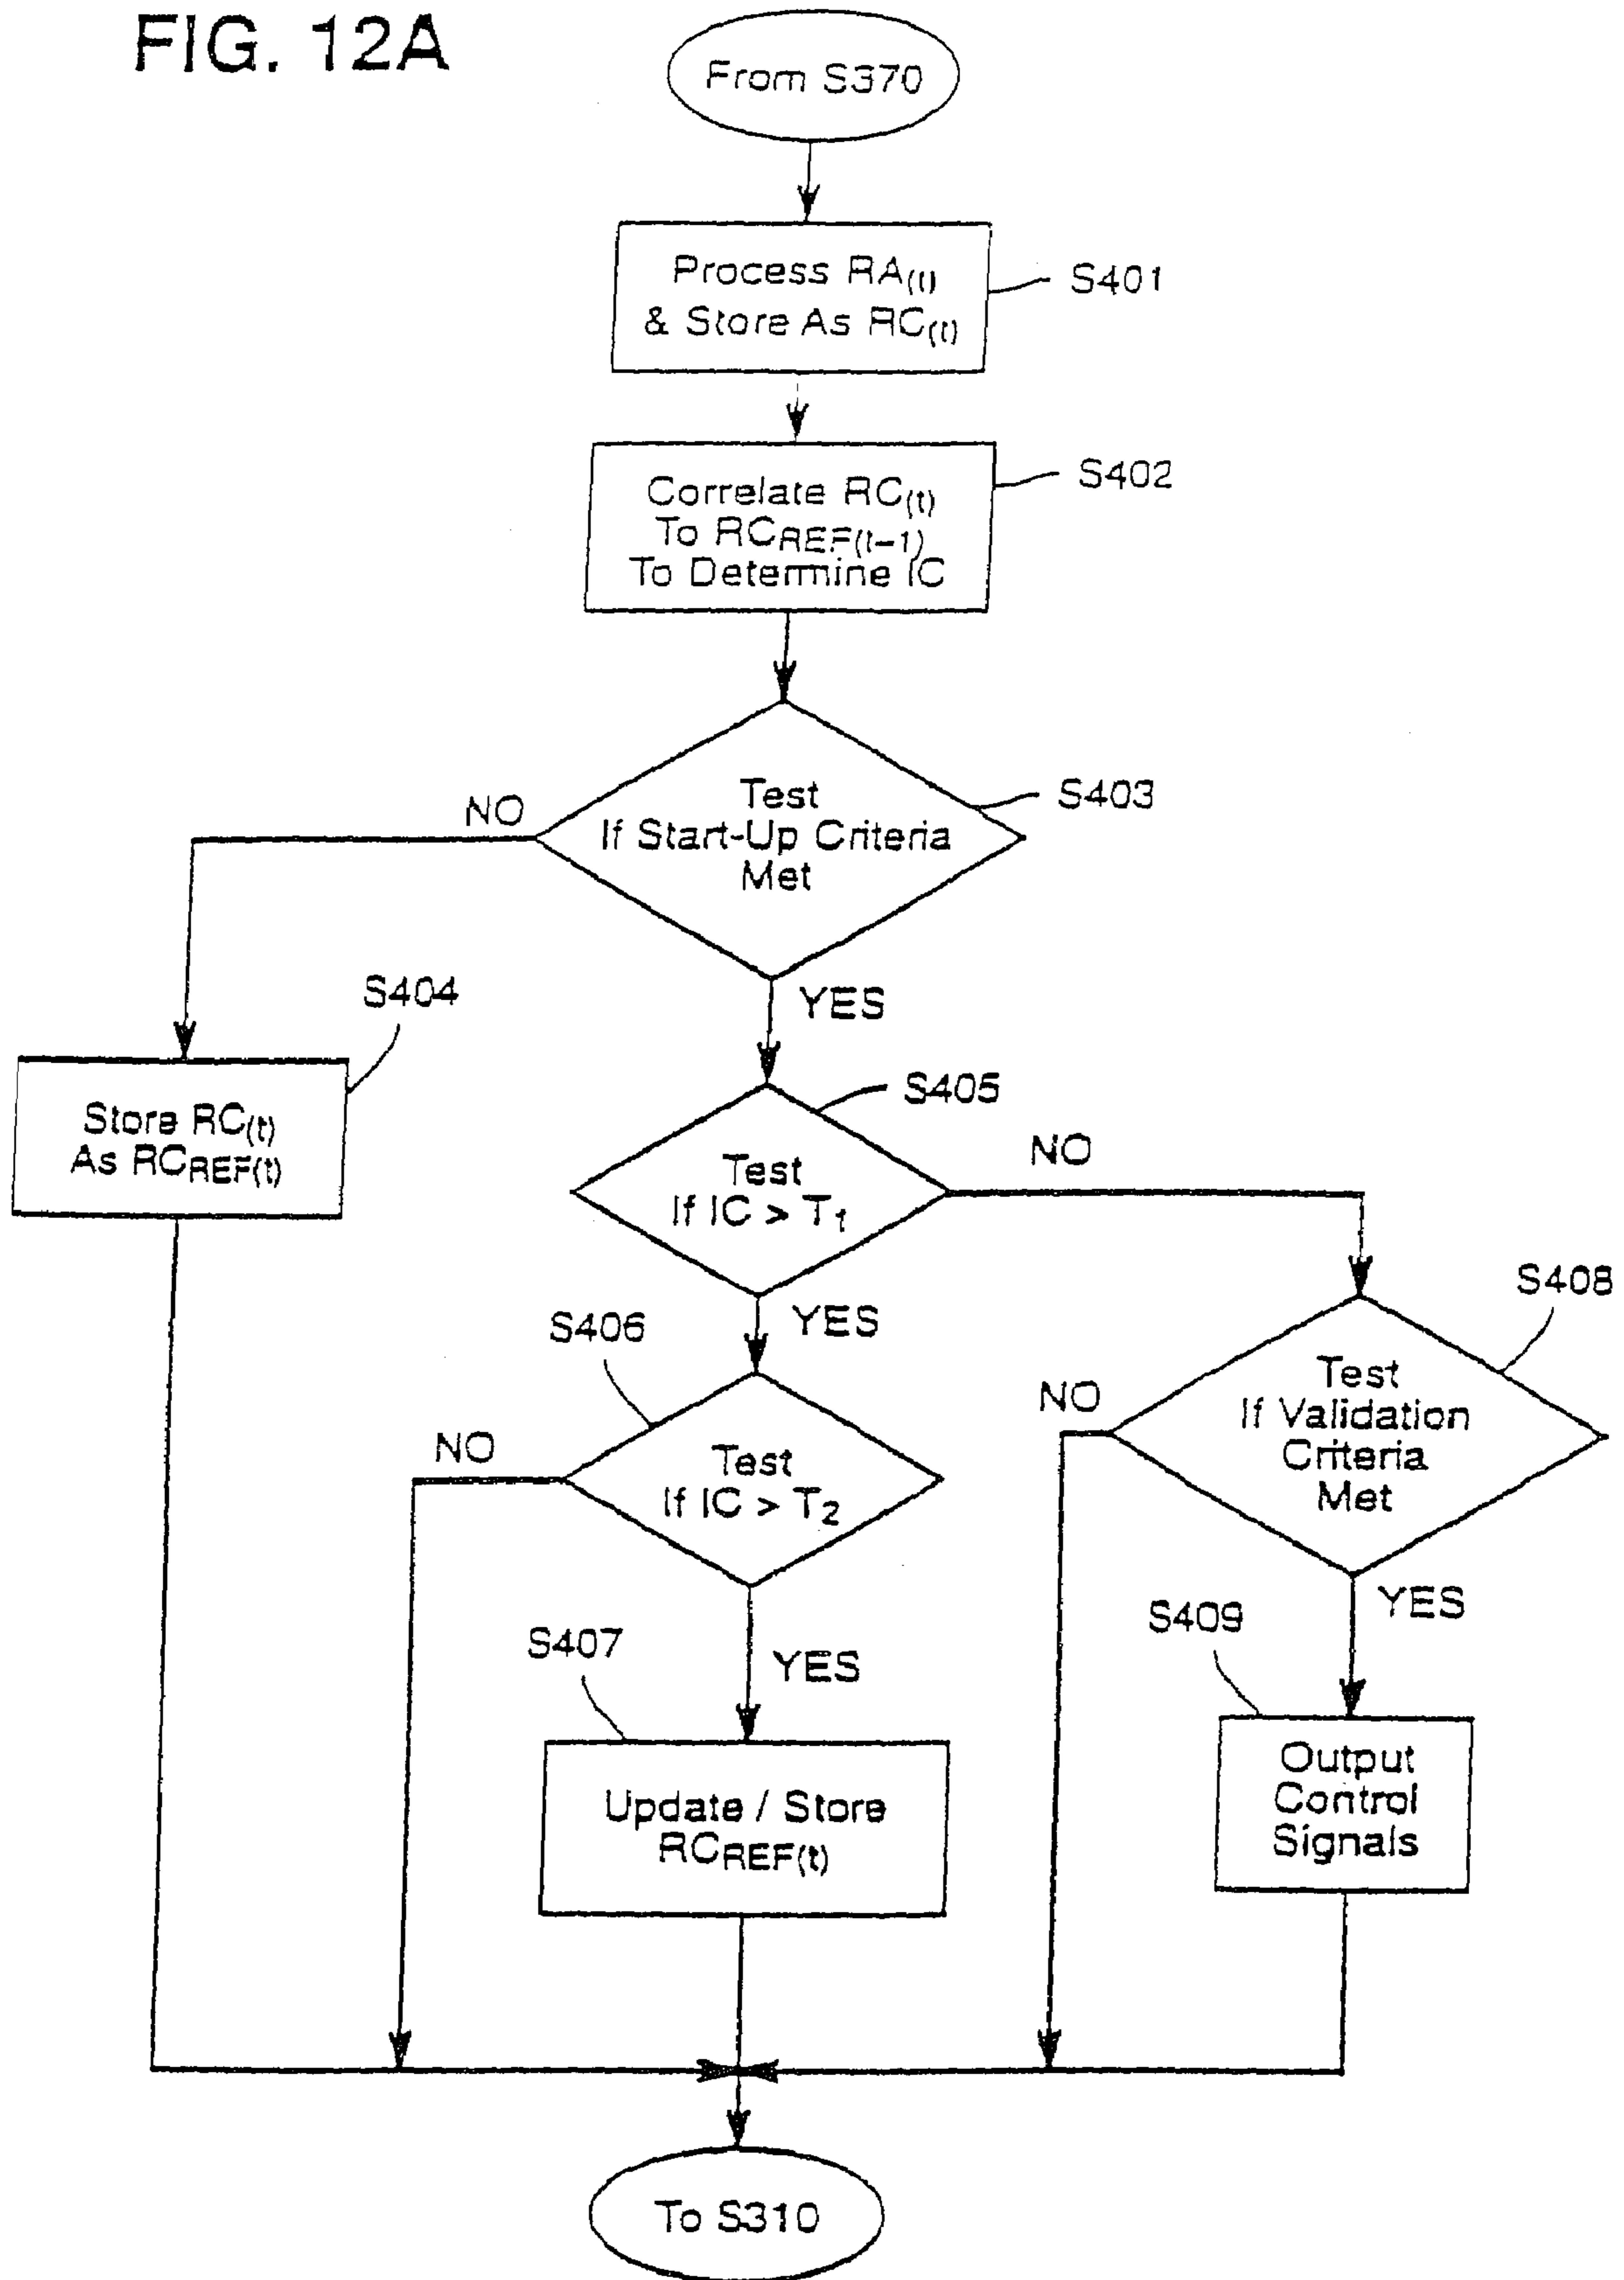 FIG. 12A
From S370
Process RA(t)
& Store As RC(t)
S401
Correlate RC(t)
To RCREF(t-1)
To Determine IC
S402
Test
If Start-Up Criteria
Met
S403
NO
YES
S404
Store RC(t)
As RCREF(t)
S405
Test
If IC > T1
NO
YES
S406
Test
If IC > T2
NO
YES
S408
Test
If Validation
Criteria
Met
NO
YES
S407
Update / Store
RCREF(t)
S409
Output
Control
Signals
To S310